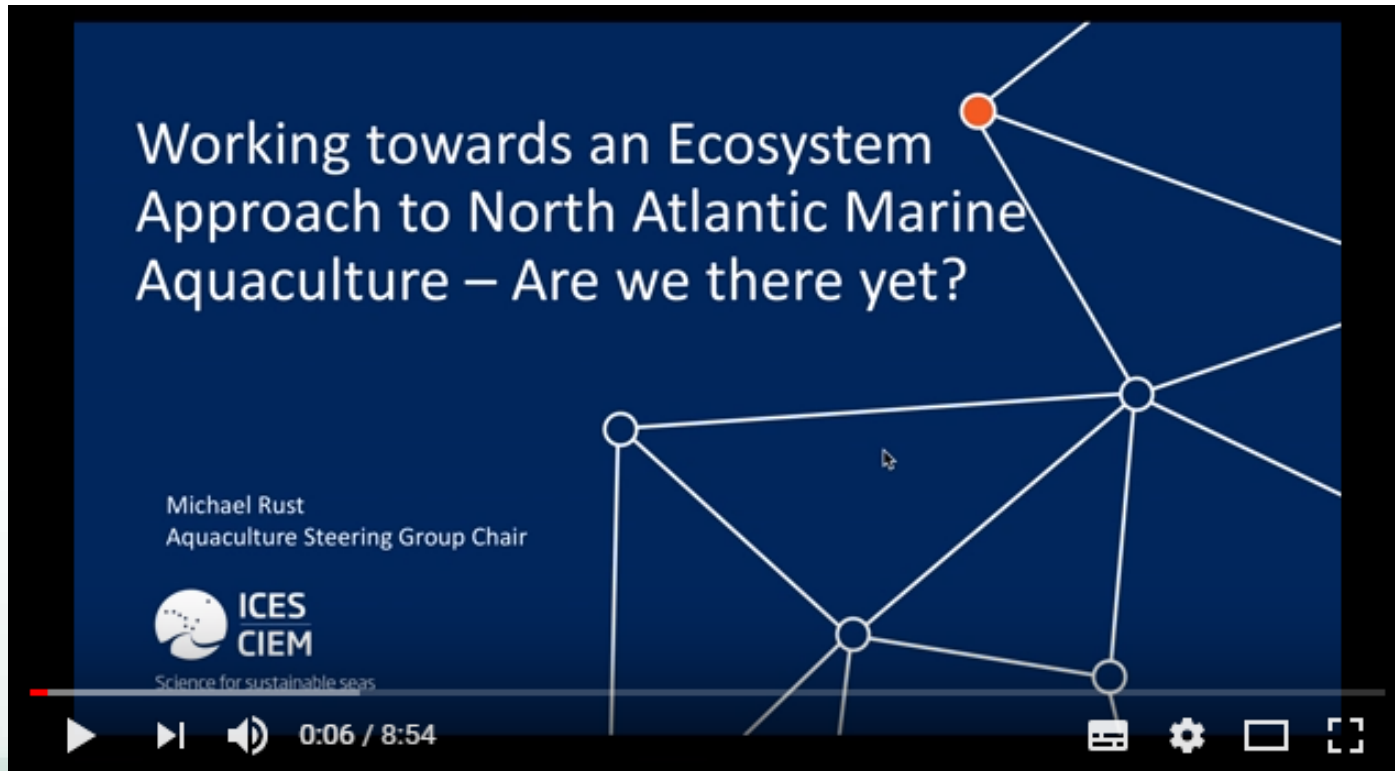 Working towards an Ecosystem
Approach to North Atlantic Marine
Aquaculture – Are we there yet?
Michael Rust
Aquaculture Steering Group Chair
ICES
CIEM
Science for sustainable seas
0:06 / 8:54